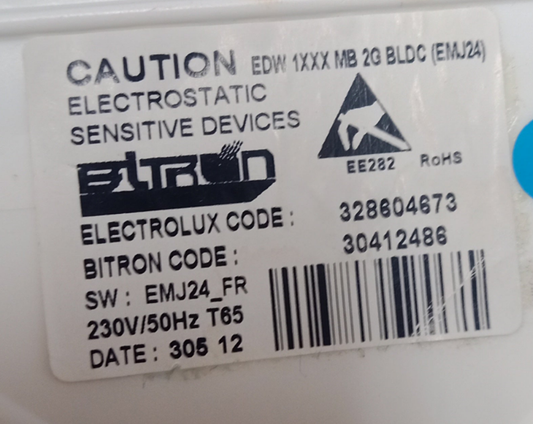 CAUTION EDW 1XXX MB 2G BLDC (EMJ24)
ELECTROSTATIC
SENSITIVE DEVICES
EE282 RoHS
BITRON
ELECTROLUX CODE : 328604673
BITRON CODE : 30412486
SW : EMJ24_FR
230V/50Hz T65
DATE : 305 12